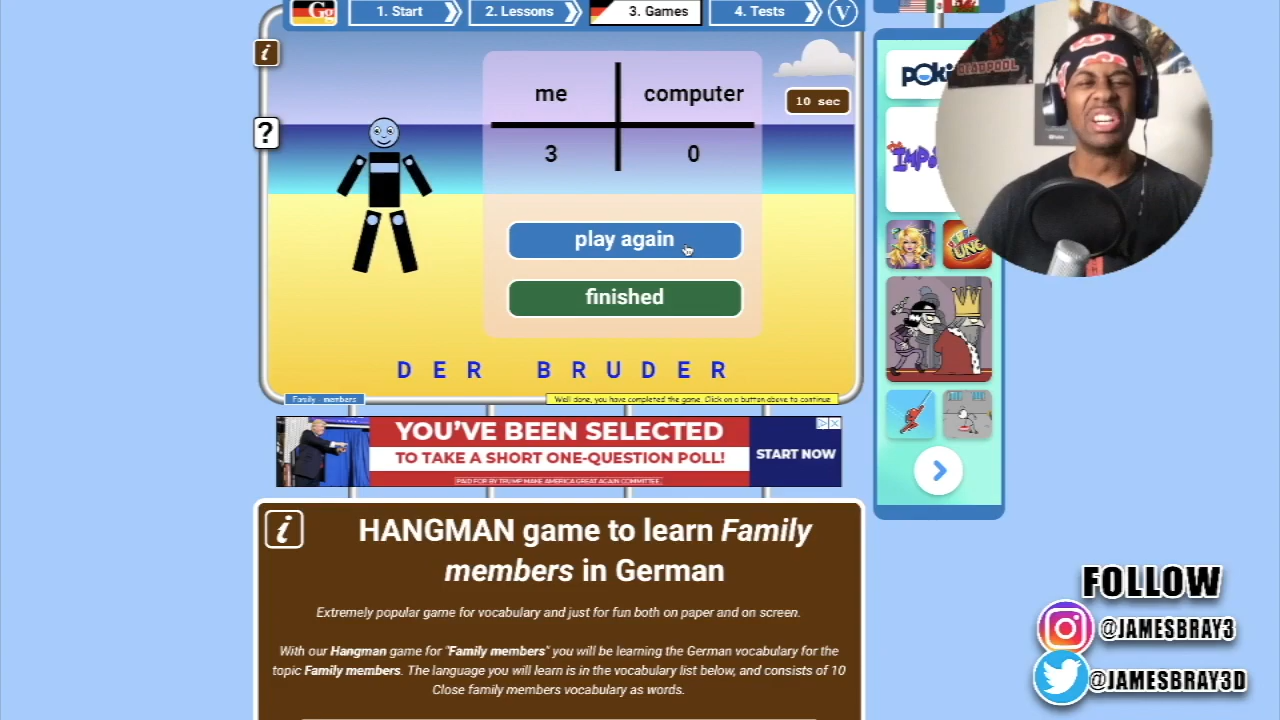 Go
1. Start
2. Lessons
3. Games
4. Tests
V
i
me
computer
10 sec
?
3
0
play again
finished
DER BRUDER
Family - members
Well done, you have completed the game. Click on a button above to continue
YOU'VE BEEN SELECTED
TO TAKE A SHORT ONE-QUESTION POLL!
PAID FOR BY TRUMP MAKE AMERICA GREAT AGAIN COMMITTEE.
START NOW
i
HANGMAN game to learn Family
members in German
Extremely popular game for vocabulary and just for fun both on paper and on screen.
With our Hangman game for "Family members" you will be learning the German vocabulary for the
topic Family members. The language you will learn is in the vocabulary list below, and consists of 10
Close family members vocabulary as words.
DEADPOOL
FOLLOW
@JAMESBRAY3
@JAMESBRAY3D